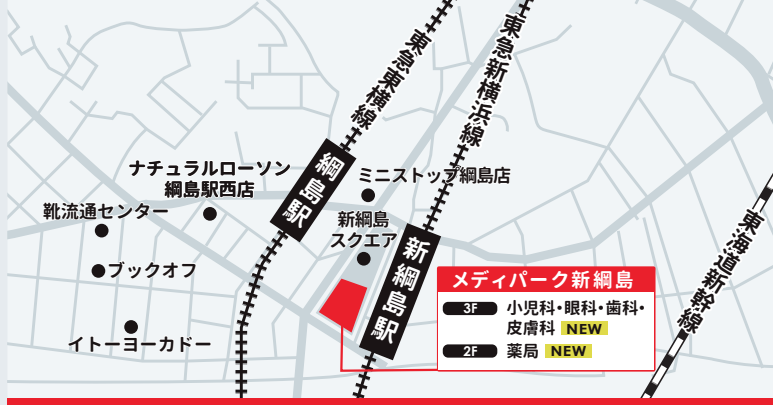 東急東横線
東急新横浜線
ナチュラルローソン
綱島駅西店
綱島駅
ミニストップ綱島店
靴流通センター
新綱島
スクエア
新綱島駅
東海道新幹線
ブックオフ
イトーヨーカドー
メディパーク新綱島
3F 小児科・眼科・歯科・
皮膚科 NEW
2F 薬局 NEW